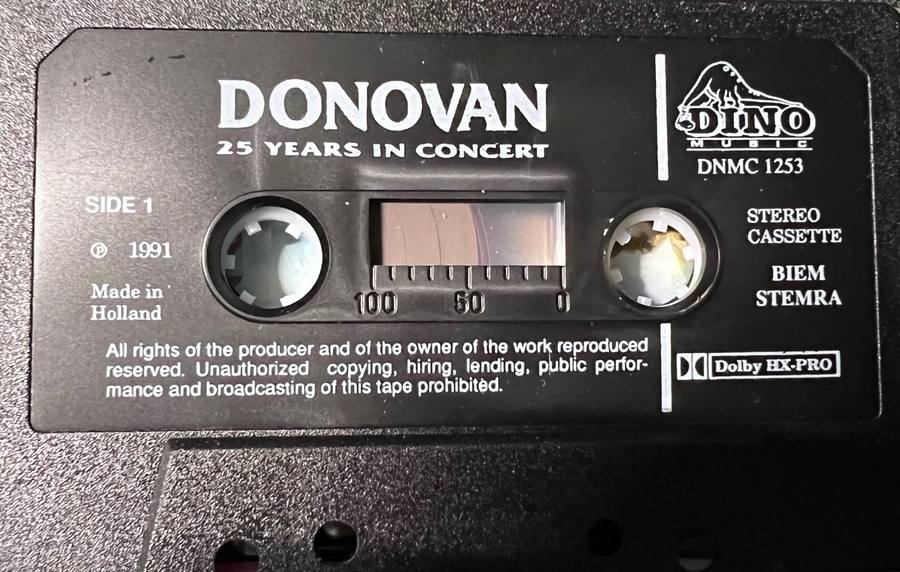 DONOVAN
25 YEARS IN CONCERT
DINO
MUSIC
DNMC 1253
SIDE 1
℗ 1991
Made in
Holland
100 50 0
STEREO
CASSETTE
BIEM
STEMRA
All rights of the producer and of the owner of the work reproduced
reserved. Unauthorized copying, hiring, lending, public perfor-
mance and broadcasting of this tape prohibited.
Dolby HX-PRO